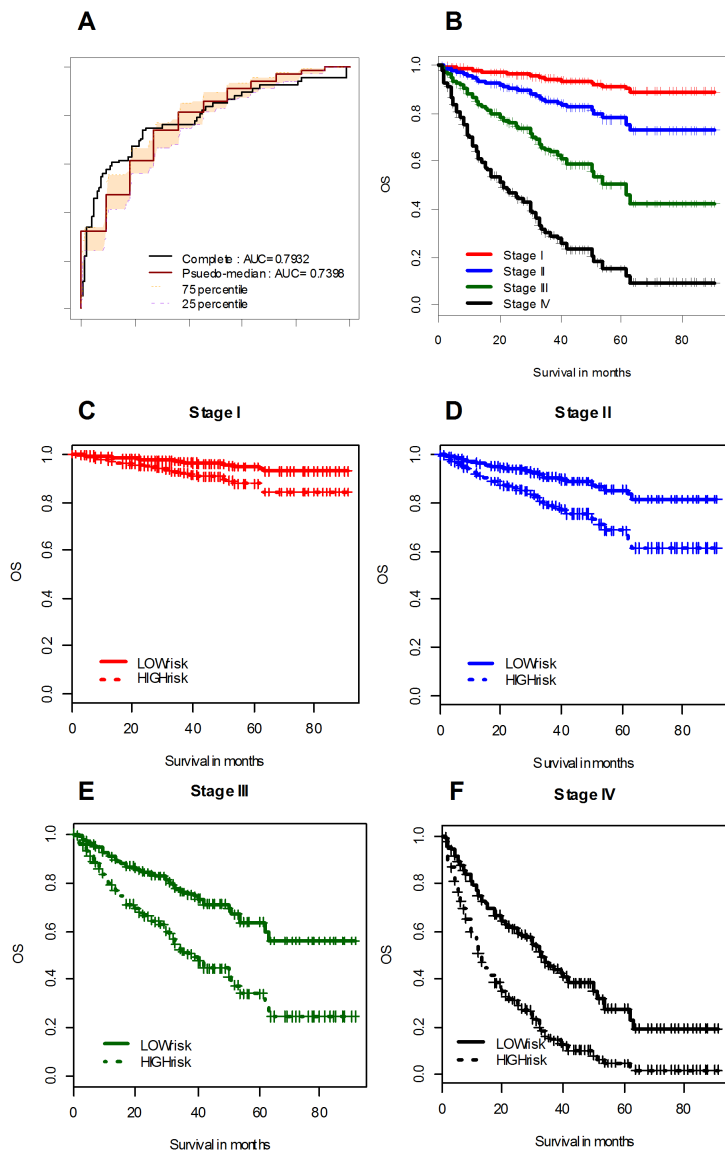 A
Complete : AUC= 0.7932
Psuedo-median : AUC= 0.7398
75 percentile
25 percentile
B
OS
1.0
0.8
0.6
0.4
0.2
0.0
Stage I
Stage II
Stage III
Stage IV
0 20 40 60 80
Survival in months
C
Stage I
OS
1.0
0.8
0.6
0.4
0.2
0.0
LOWrisk
HIGHrisk
0 20 40 60 80
Survival in months
D
Stage II
OS
1.0
0.8
0.6
0.4
0.2
0.0
LOWrisk
HIGHrisk
0 20 40 60 80
Survival in months
E
Stage III
OS
1.0
0.8
0.6
0.4
0.2
0.0
LOWrisk
HIGHrisk
0 20 40 60 80
Survival in months
F
Stage IV
OS
1.0
0.8
0.6
0.4
0.2
0.0
LOWrisk
HIGHrisk
0 20 40 60 80
Survival in months